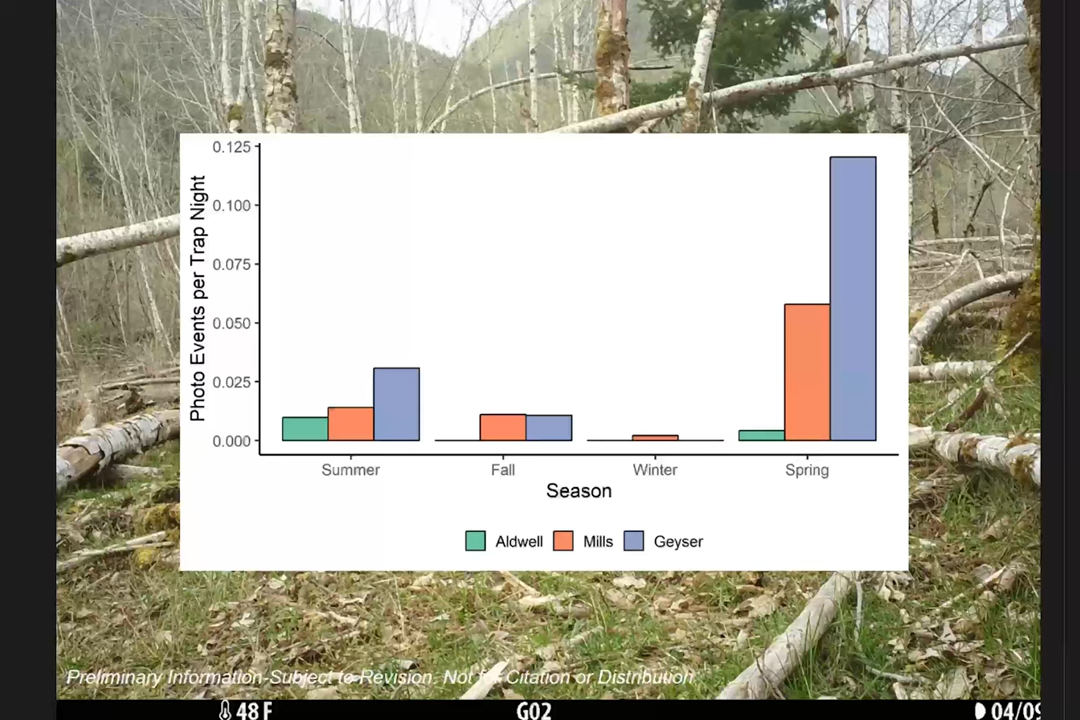 Photo Events per Trap Night
0.125
0.100
0.075
0.050
0.025
0.000
Summer Fall Winter Spring
Season
Aldwell Mills Geyser
Preliminary Information-Subject to Revision. Not for Citation or Distribution
48 F G02 04/09